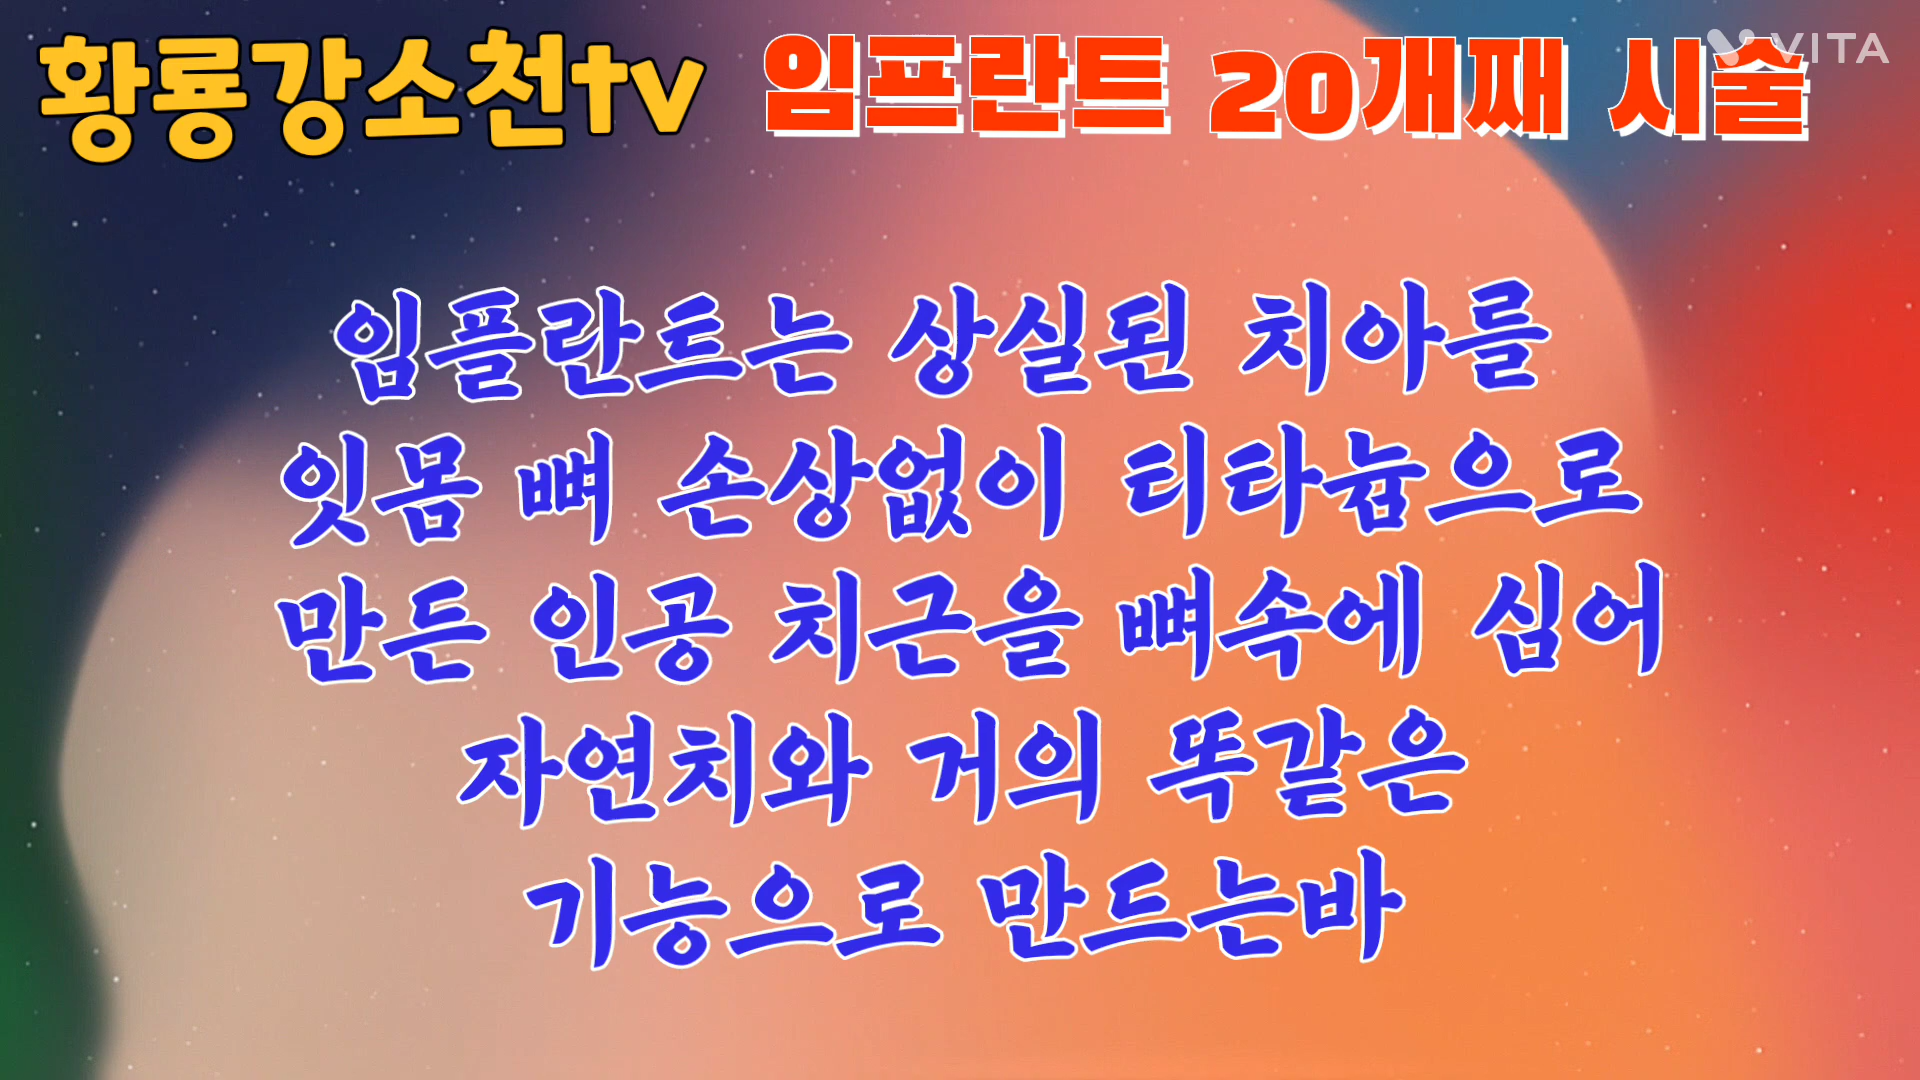 황룡강소천tv 임프란트 20개째 시술
VITA
임플란트는 상실된 치아를
잇몸 뼈 손상없이 티타늄으로
만든 인공 치근을 뼈속에 심어
자연치와 거의 똑같은
기능으로 만드는바